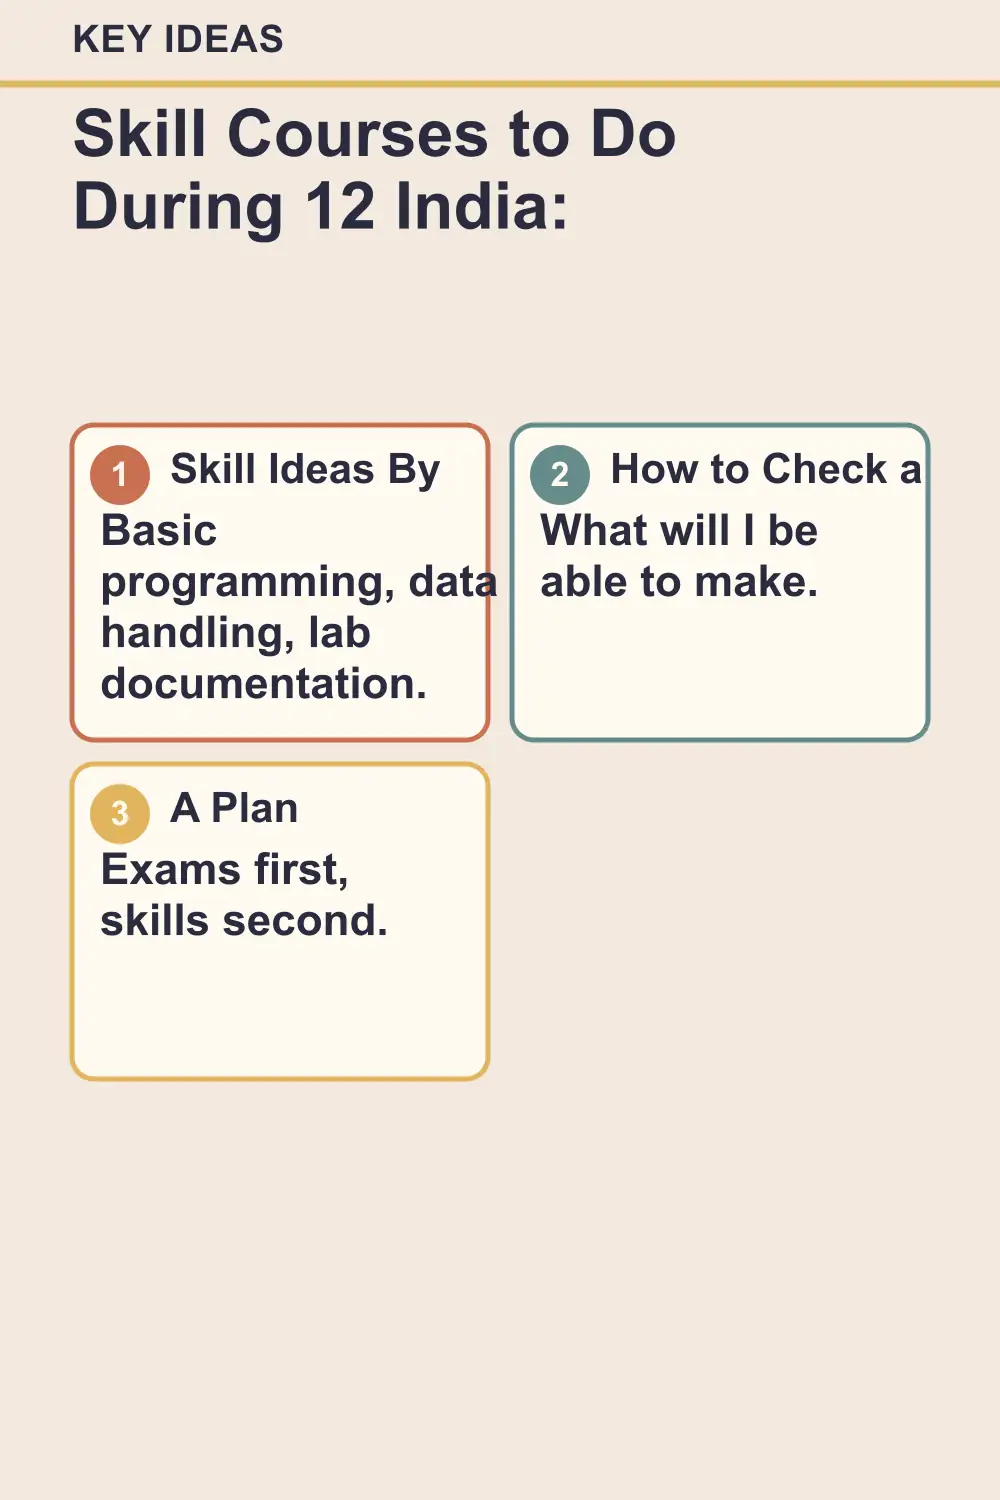 KEY IDEAS
Skill Courses to Do
During 12 India:
1 Skill Ideas By
Basic
programming, data
handling, lab
documentation.
2 How to Check a
What will I be
able to make.
3 A Plan
Exams first,
skills second.